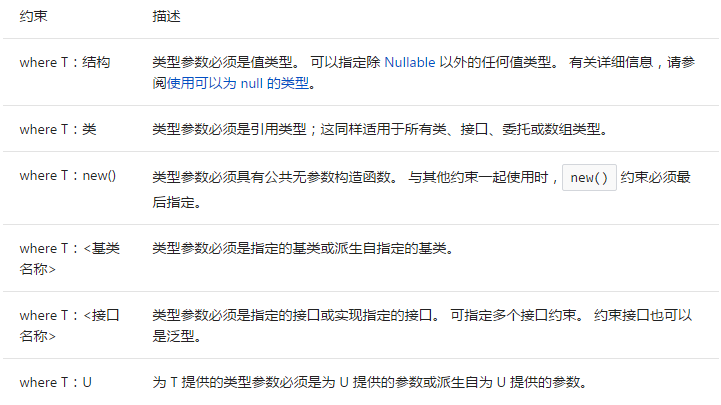 约束 描述
where T：结构 类型参数必须是值类型。 可以指定除 Nullable 以外的任何值类型。 有关详细信息，请参
阅使用可以为 null 的类型。
where T：类 类型参数必须是引用类型；这同样适用于所有类、接口、委托或数组类型。
where T：new() 类型参数必须具有公共无参数构造函数。 与其他约束一起使用时，new() 约束必须最
后指定。
where T：<基类 类型参数必须是指定的基类或派生自指定的基类。
名称>
where T：<接口 类型参数必须是指定的接口或实现指定的接口。 可指定多个接口约束。 约束接口也可以
名称> 是泛型。
where T：U 为 T 提供的类型参数必须是为 U 提供的参数或派生自为 U 提供的参数。